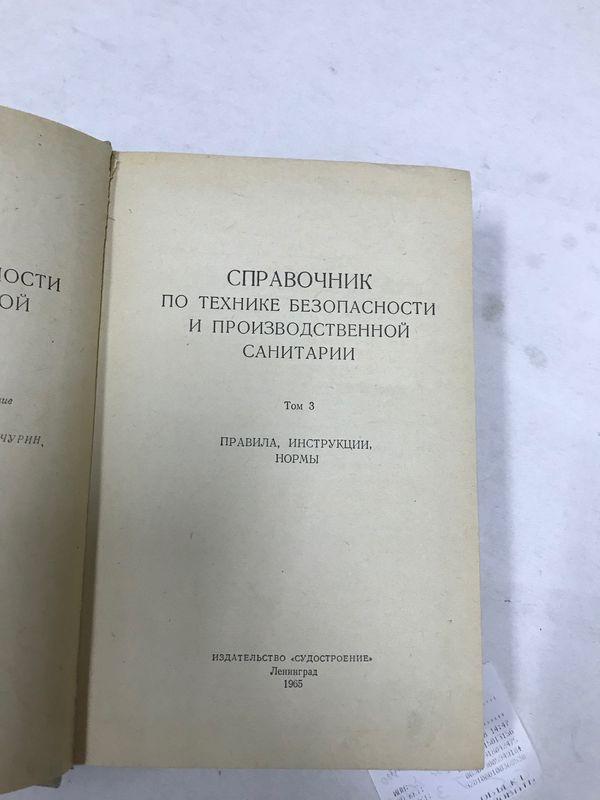 СПРАВОЧНИК
ПО ТЕХНИКЕ БЕЗОПАСНОСТИ
И ПРОИЗВОДСТВЕННОЙ
САНИТАРИИ
Том 3
ПРАВИЛА, ИНСТРУКЦИИ,
НОРМЫ
ИЗДАТЕЛЬСТВО «СУДОСТРОЕНИЕ»
Ленинград
1965